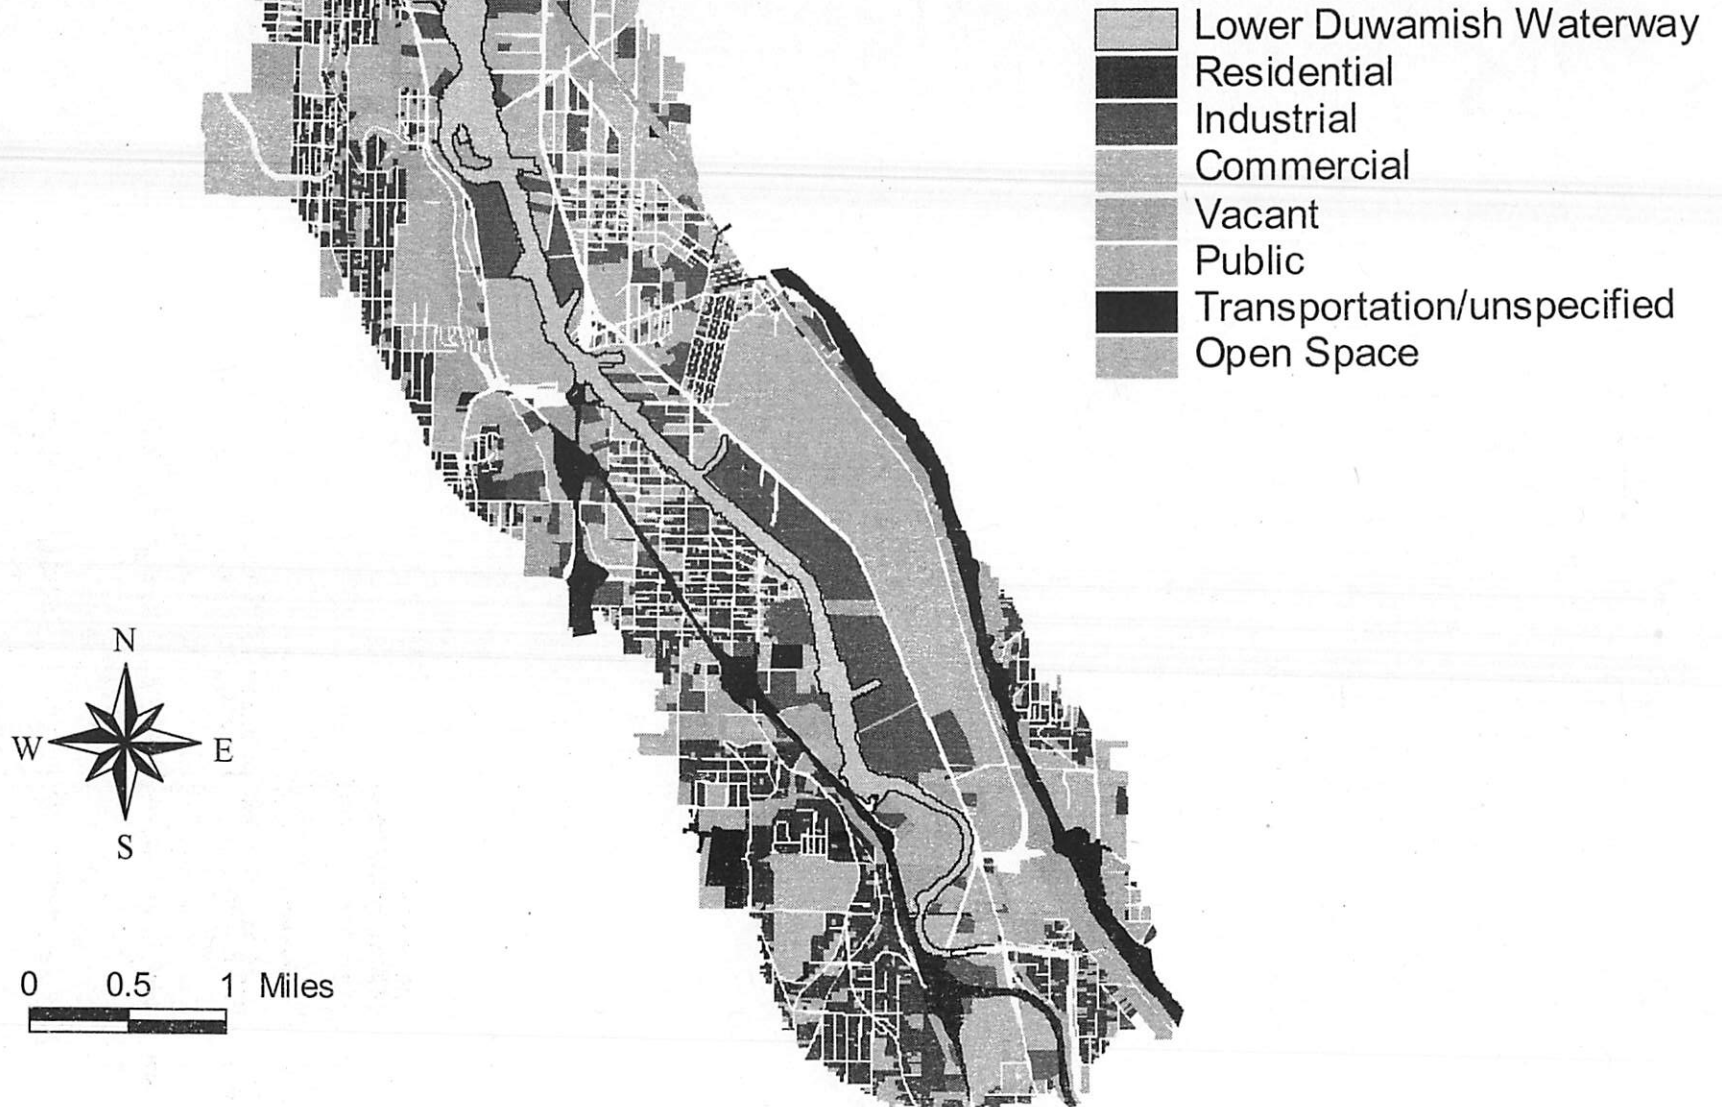 Lower Duwamish Waterway
Residential
Industrial
Commercial
Vacant
Public
Transportation/unspecified
Open Space
N
W E
S
0 0.5 1 Miles